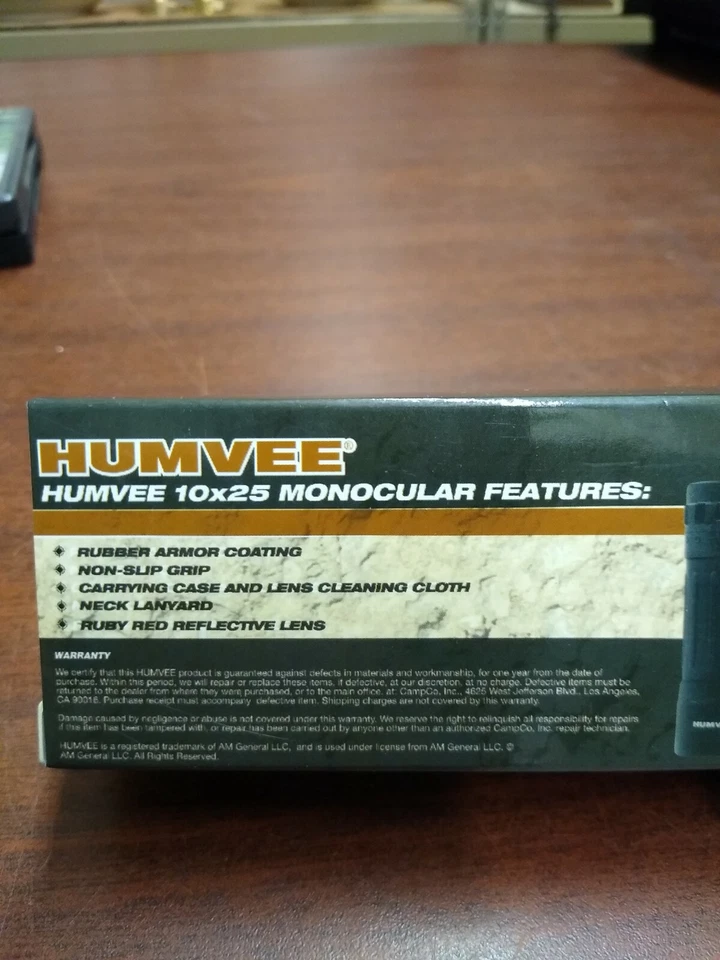 HUMVEE®
HUMVEE 10x25 MONOCULAR FEATURES:
RUBBER ARMOR COATING
NON-SLIP GRIP
CARRYING CASE AND LENS CLEANING CLOTH
NECK LANYARD
RUBY RED REFLECTIVE LENS
WARRANTY
We certify that this HUMVEE product is guaranteed against defects in materials and workmanship, for one year from the date of
purchase. Within this period, we will repair or replace these items, if defective, at our discretion, at no charge. Defective items must be
returned to the dealer from where they were purchased, or to the main office, at: CampCo, Inc., 4625 West Jefferson Blvd., Los Angeles,
CA 90016. Purchase receipt must accompany defective item. Shipping charges are not covered by this warranty.
Damage caused by negligence or abuse is not covered under this warranty. We reserve the right to relinquish all responsibility for repairs
if this item has been tampered with, or repair has been carried out by anyone other than an authorized CampCo, Inc. repair technician.
HUMVEE is a registered trademark of AM General LLC, and is used under license from AM General LLC. ©
AM General LLC. All Rights Reserved.
HUMV